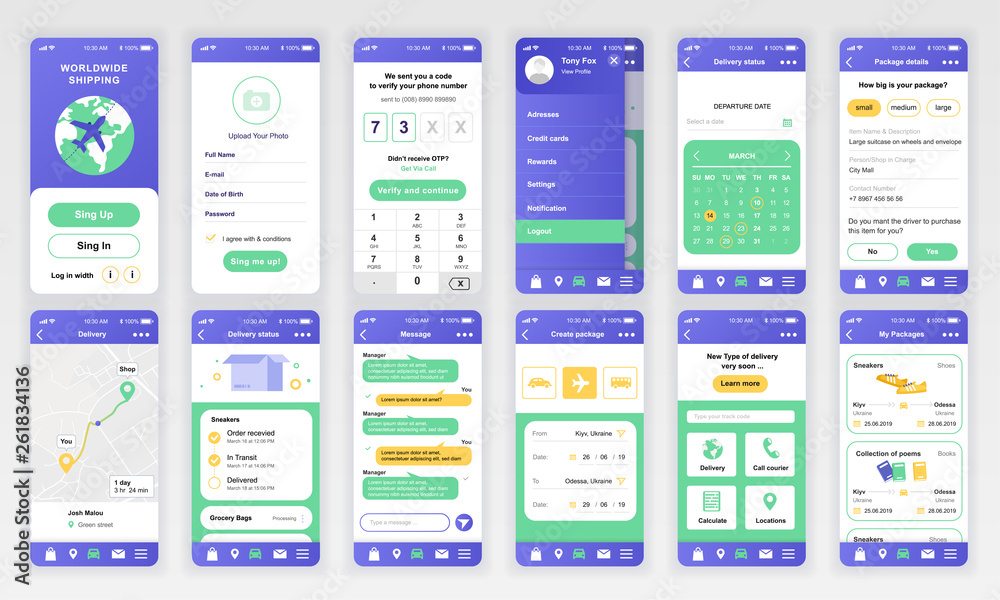 10:30 AM 100%
WORLDWIDE
SHIPPING
Sing Up
Sing In
Log in width
i i
10:30 AM 100%
Upload Your Photo
Full Name
E-mail
Date of Birth
Password
I agree with & conditions
Sing me up!
10:30 AM 100%
We sent you a code
to verify your phone number
sent to (008) 8990 899890
7 3 X X
Didn't receive OTP?
Get Via Call
Verify and continue
1 2 3
ABC DEF
4 5 6
GHI JKL MNO
7 8 9
PQRS TUV WXYZ
. 0 X
10:30 AM 100%
Tony Fox
View Profile
Adresses
Credit cards
Rewards
Settings
Notification
Logout
10:30 AM 100%
Delivery status
DEPARTURE DATE
Select a date
MARCH
SU MO TU WE TH FR SA
30 31 1 2 3 4 5
6 7 8 9 10 11 12
13 14 15 16 17 18 19
20 21 22 23 24 25 26
27 28 29 30 31 1 2
10:30 AM 100%
Package details
How big is your package?
small medium large
Item Name & Description
Large suitcase on wheels and envelope
Person/Shop in Charge
City Mall
Contact Number
+7 8967 456 56 56
Do you mant the driver to purchase
this item for you?
No Yes
10:30 AM 100%
Delivery
Shop
You
1 day
3 hr 24 min
Josh Malou
Green street
10:30 AM 100%
Delivery status
Sneakers
Order recevied
March 18 at 12:06 PM
In Transit
March 17 at 14:06 PM
Delivered
March 18 at 15:06 PM
Grocery Bags Processing
10:30 AM 100%
Message
Manager
Lorem ipsum dolor sit amet,
consectetur adipiscing elit, sed diam
nonummy nibh euismod tincidunt ut
You
Lorem ipsum dolor sit amet?
Manager
Lorem ipsum dolor sit amet,
consectetur adipiscing elit
You
Lorem ipsum dolor sit amet,
consectetur adipiscing elit, sed diam
Manager
Lorem ipsum dolor sit amet,
consectetur adipiscing elit, sed diam
nonummy nibh euismod tincidunt
Type a message ...
10:30 AM 100%
Create package
From Kyiv, Ukraine
Date: 26 / 06 / 19
To Odessa, Ukraine
Date: 29 / 06 / 19
10:30 AM 100%
New Type of delivery
very soon ...
Learn more
Type your track code
Delivery Call courier
Calculate Locations
10:30 AM 100%
My Packages
Sneakers Shoes
Kiyv Odessa
Ukraine Ukraine
25.06.2019 28.06.2019
Collection of poems Books
Kiyv Odessa
Ukraine Ukraine
25.06.2019 28.06.2019
Sneakers Shoes
Adobe Stock | #261834136